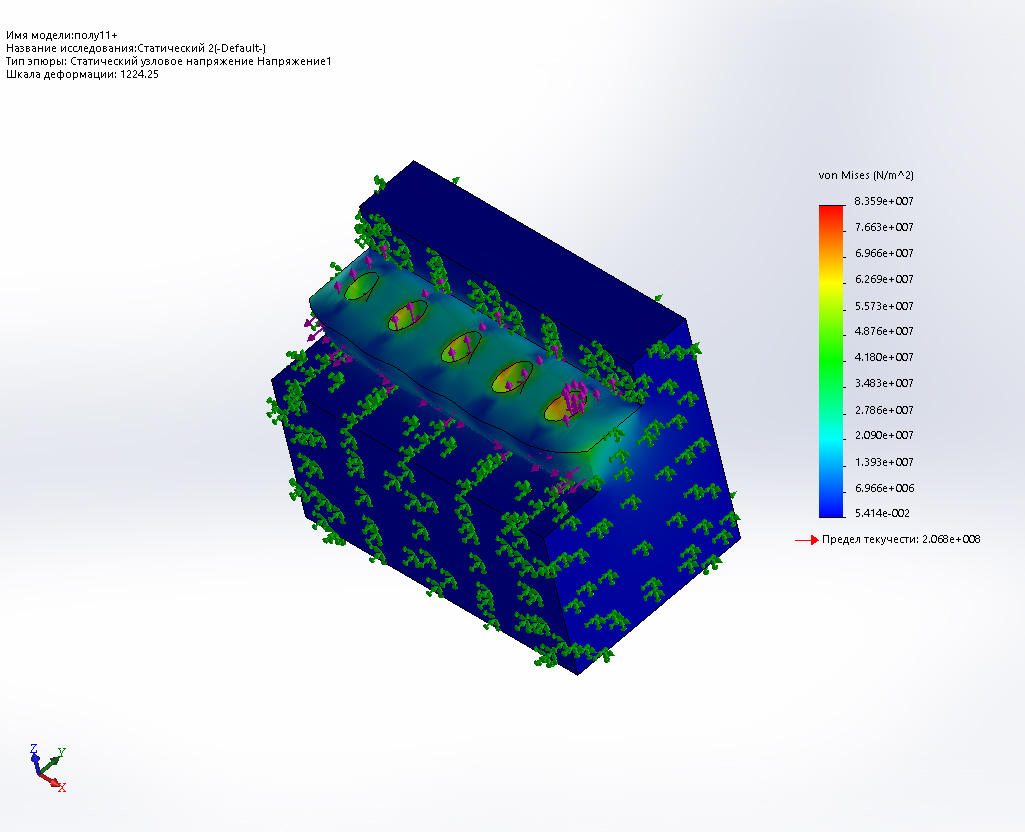 Имя модели:полу11+
Название исследования:Статический 2(-Default-)
Тип эпюры: Статический узловое напряжение Напряжение1
Шкала деформации: 1224.25
von Mises (N/m^2)
8.359e+007
7.663e+007
6.966e+007
6.269e+007
5.573e+007
4.876e+007
4.180e+007
3.483e+007
2.786e+007
2.090e+007
1.393e+007
6.966e+006
5.414e-002
Предел текучести: 2.068e+008
Z
Y
X